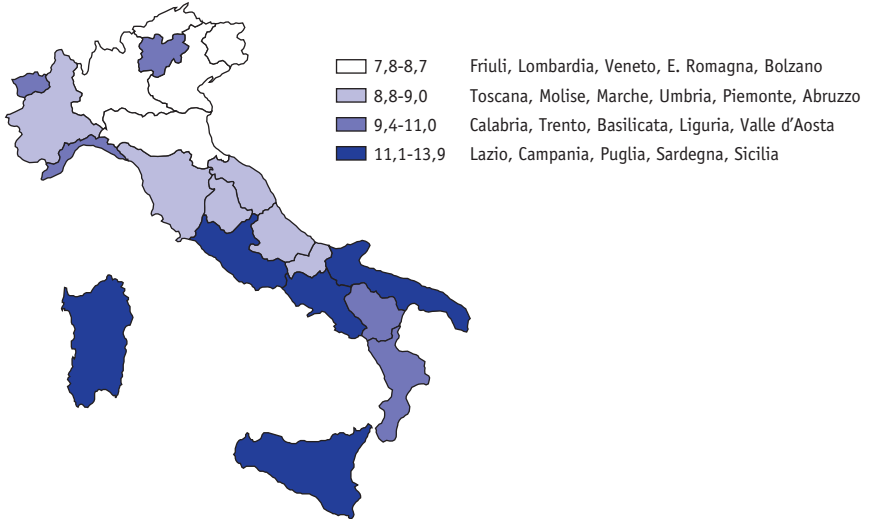 7,8-8,7 Friuli, Lombardia, Veneto, E. Romagna, Bolzano
8,8-9,0 Toscana, Molise, Marche, Umbria, Piemonte, Abruzzo
9,4-11,0 Calabria, Trento, Basilicata, Liguria, Valle d'Aosta
11,1-13,9 Lazio, Campania, Puglia, Sardegna, Sicilia